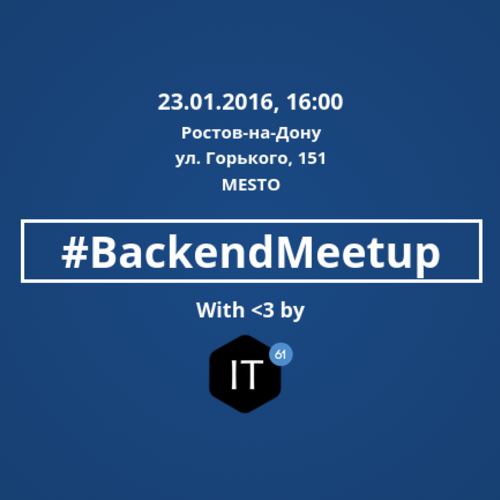 23.01.2016, 16:00
Ростов-на-Дону
ул. Горького, 151
MESTO
#BackendMeetup
With <3 by
IT 61